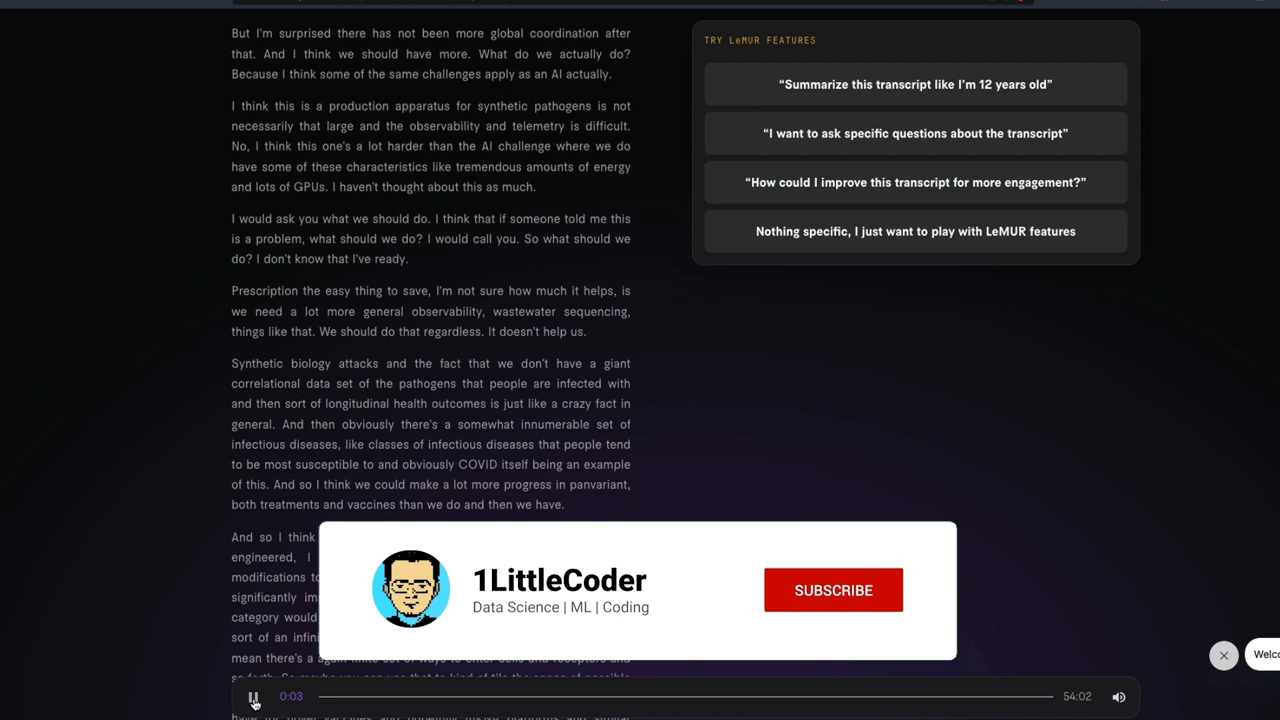 But I'm surprised there has not been more global coordination after
that. And I think we should have more. What do we actually do?
Because I think some of the same challenges apply as an AI actually.
I think this is a production apparatus for synthetic pathogens is not
necessarily that large and the observability and telemetry is difficult.
No, I think this one's a lot harder than the AI challenge where we do
have some of these characteristics like tremendous amounts of energy
and lots of GPUs. I haven't thought about this as much.
I would ask you what we should do. I think that if someone told me this
is a problem, what should we do? I would call you. So what should we
do? I don't know that I've ready.
Prescription the easy thing to save, I'm not sure how much it helps, is
we need a lot more general observability, wastewater sequencing,
things like that. We should do that regardless. It doesn't help us.
Synthetic biology attacks and the fact that we don't have a giant
correlational data set of the pathogens that people are infected with
and then sort of longitudinal health outcomes is just like a crazy fact in
general. And then obviously there's a somewhat innumerable set of
infectious diseases, like classes of infectious diseases that people tend
to be most susceptible to and obviously COVID itself being an example
of this. And so I think we could make a lot more progress in panvariant,
both treatments and vaccines than we do and then we have.
And so I think
engineered, I
modifications to
significantly im
category would
sort of an infini
mean there's a
TRY LeMUR FEATURES
“Summarize this transcript like I'm 12 years old”
“I want to ask specific questions about the transcript”
“How could I improve this transcript for more engagement?”
Nothing specific, I just want to play with LeMUR features
1LittleCoder
Data Science | ML | Coding
SUBSCRIBE
Welco
0:03
54:02